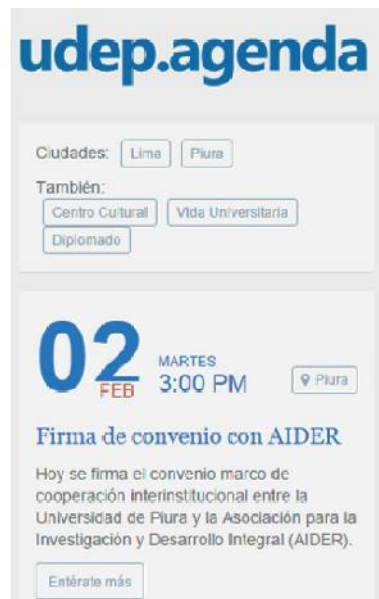 udep.agenda
Ciudades: Lima Piura
También:
Centro Cultural Vida Universitaria
Diplomado
02 FEB MARTES 3:00 PM Piura
Firma de convenio con AIDER
Hoy se firma el convenio marco de
cooperación interinstitucional entre la
Universidad de Piura y la Asociación para la
Investigación y Desarrollo Integral (AIDER).
Entérate más